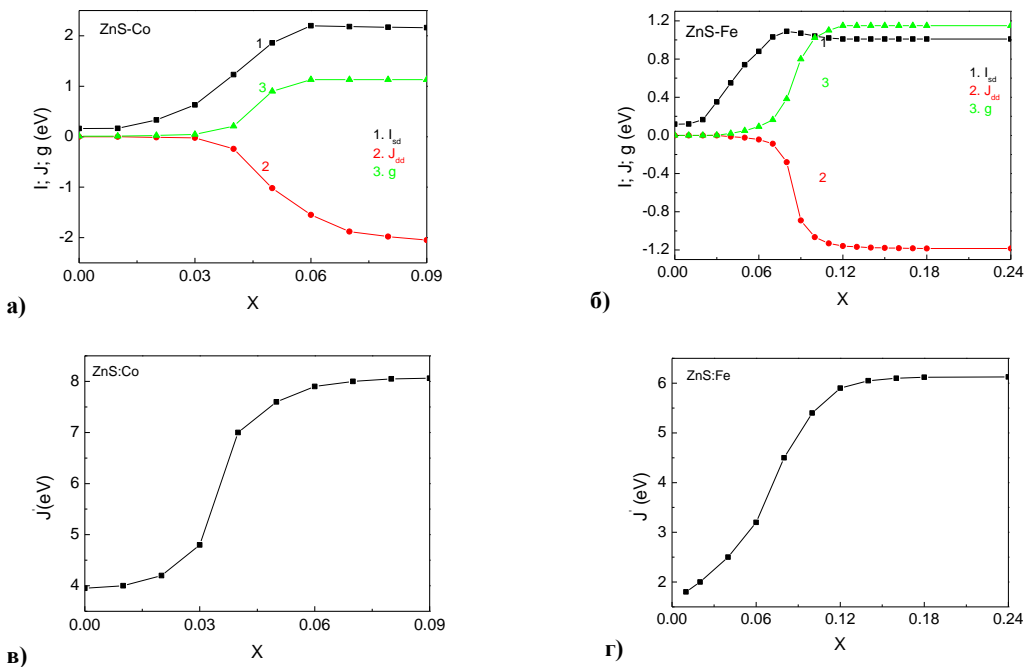 ZnS-Co
I; J; g (eV)
2
1
0
-1
-2
0.00 0.03 0.06 0.09
X
1
3
2
1. I_sd
2. J_dd
3. g
а)
ZnS-Fe
I; J; g (eV)
1.2
0.8
0.4
0.0
-0.4
-0.8
-1.2
0.00 0.06 0.12 0.18 0.24
X
1
3
2
1. I_sd
2. J_dd
3. g
б)
ZnS:Co
J'(eV)
8
7
6
5
4
0.00 0.03 0.06 0.09
X
в)
ZnS:Fe
J' (eV)
6
5
4
3
2
0.00 0.06 0.12 0.18 0.24
X
г)